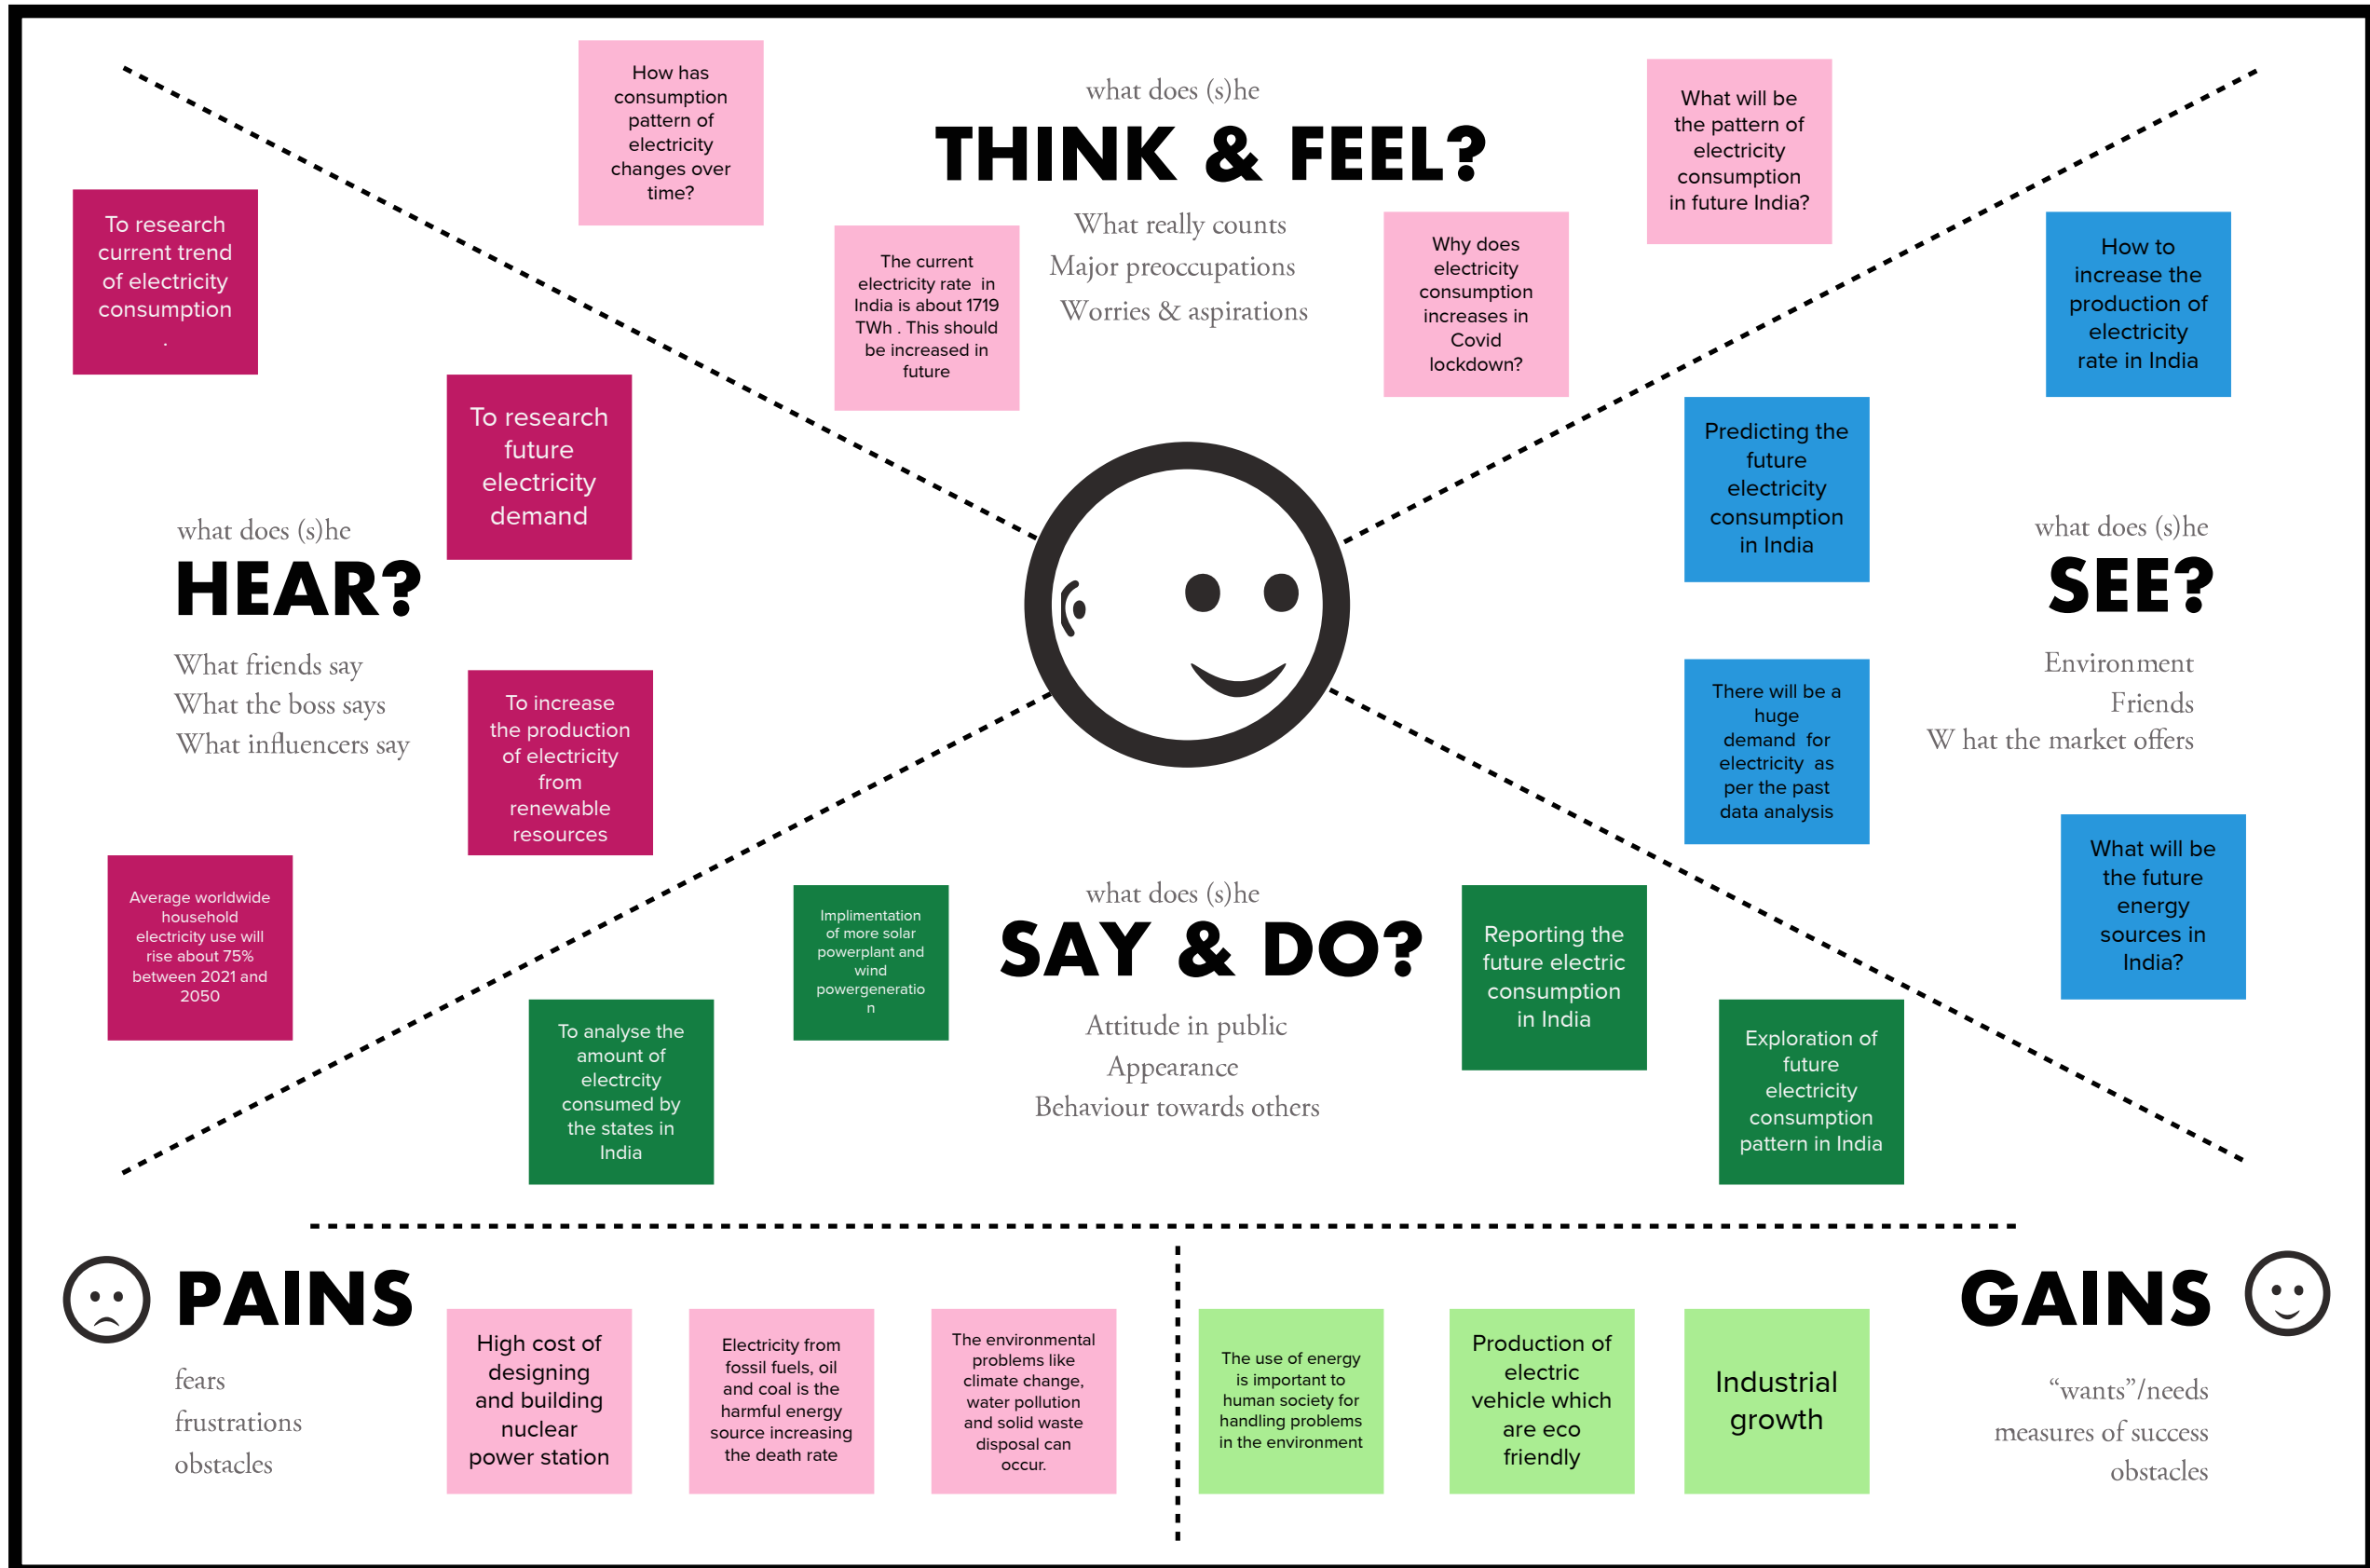 How has
consumption
pattern of
electricity
changes over
time?
what does (s)he
THINK & FEEL?
What really counts
Major preoccupations
Worries & aspirations
The current
electricity rate  in
India is about 1719
TWh . This should
be increased in
future
Why does
electricity
consumption
increases in
Covid
lockdown?
What will be
the pattern of
electricity
consumption
in future India?
To research
current trend
of electricity
consumption
.
To research
future
electricity
demand
what does (s)he
HEAR?
What friends say
What the boss says
What influencers say
To increase
the production
of electricity
from
renewable
resources
Average worldwide
household
electricity use will
rise about 75%
between 2021 and
2050
How to
increase the
production of
electricity
rate in India
Predicting the
future
electricity
consumption
in India
what does (s)he
SEE?
Environment
Friends
W hat the market offers
There will be a
huge
demand  for
electricity  as
per the past
data analysis
What will be
the future
energy
sources in
India?
what does (s)he
SAY & DO?
Attitude in public
Appearance
Behaviour towards others
Implimentation
of more solar
powerplant and
wind
powergeneratio
n
To analyse the
amount of
electrcity
consumed by
the states in
India
Reporting the
future electric
consumption
in India
Exploration of
future
electricity
consumption
pattern in India
PAINS
fears
frustrations
obstacles
High cost of
designing
and building
nuclear
power station
Electricity from
fossil fuels, oil
and coal is the
harmful energy
source increasing
the death rate
The environmental
problems like
climate change,
water pollution
and solid waste
disposal can
occur.
The use of energy
is important to
human society for
handling problems
in the environment
Production of
electric
vehicle which
are eco
friendly
Industrial
growth
GAINS
“wants”/needs
measures of success
obstacles